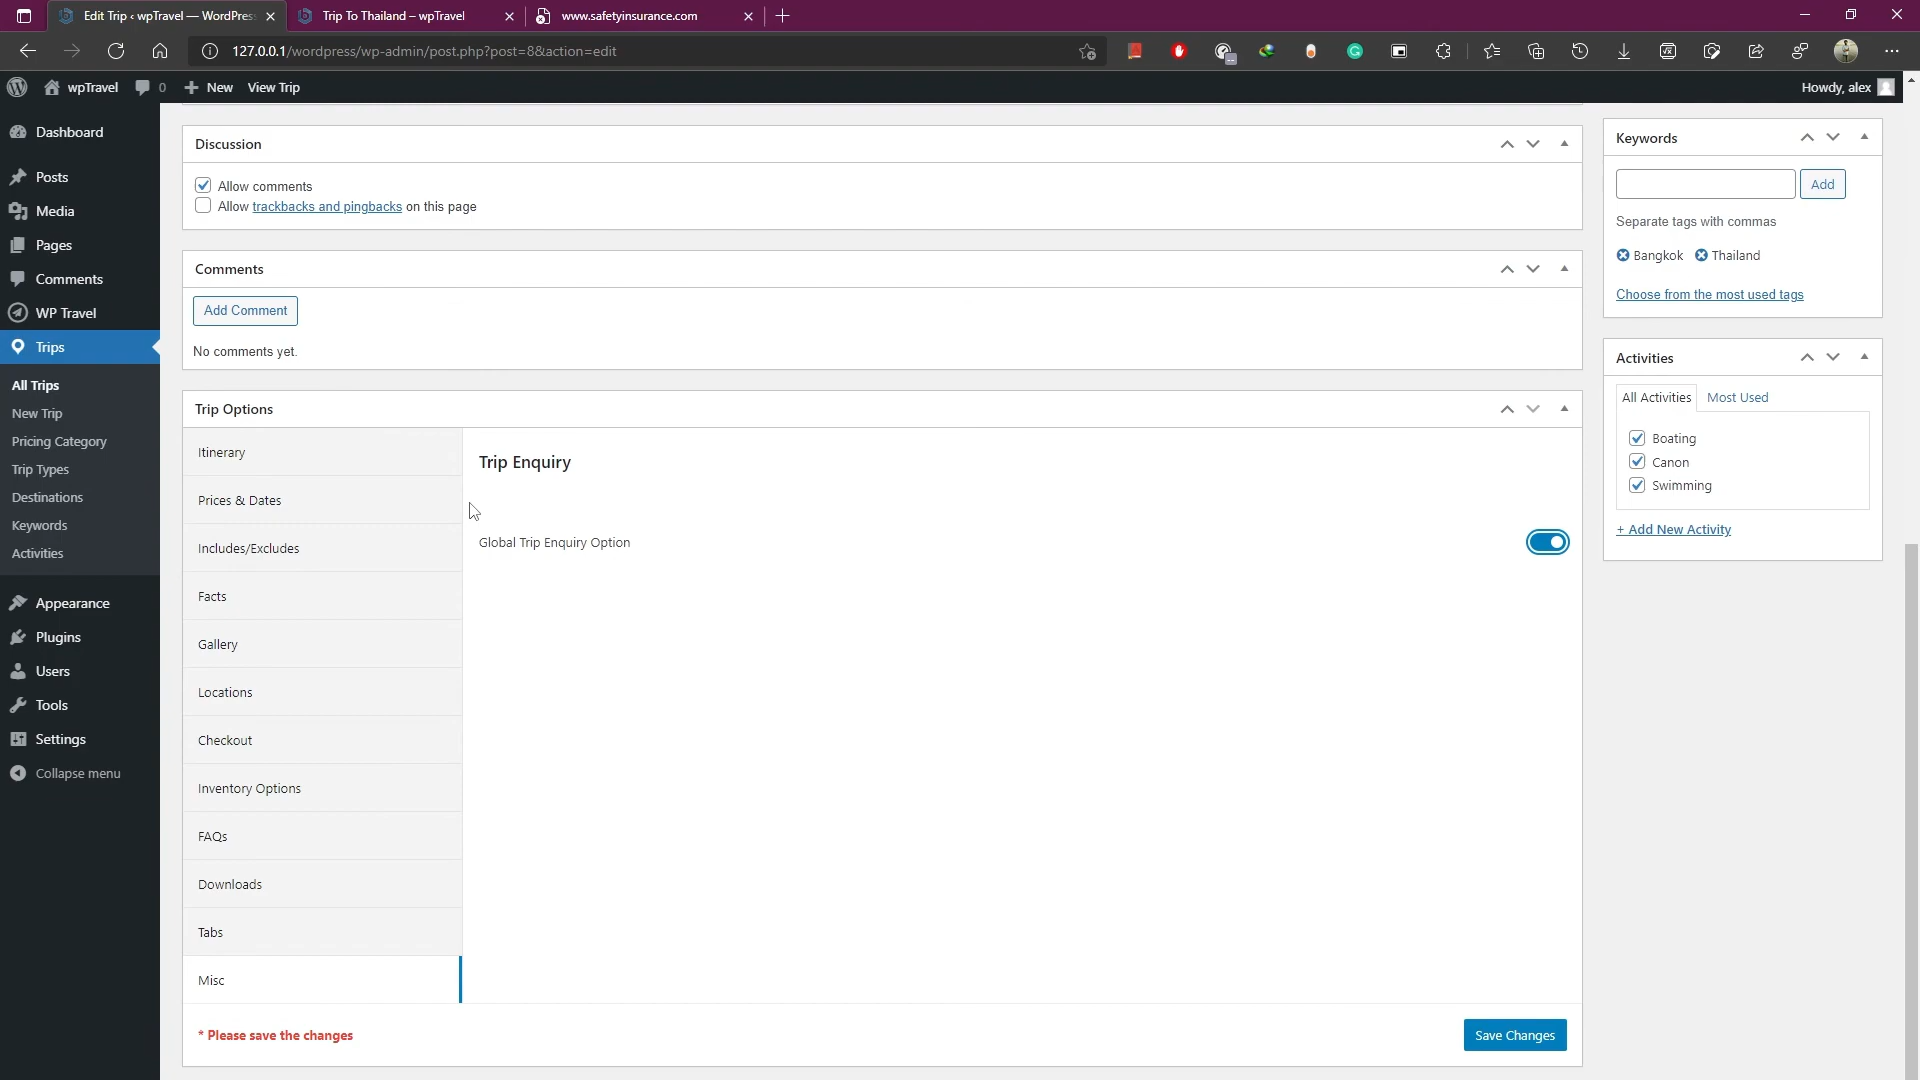 Edit Trip ‹ wpTravel — WordPres
Trip To Thailand – wpTravel
www.safetyinsurance.com
127.0.0.1/wordpress/wp-admin/post.php?post=8&action=edit
wpTravel
0
New
View Trip
Howdy, alex
Dashboard
Posts
Media
Pages
Comments
WP Travel
Trips
All Trips
New Trip
Pricing Category
Trip Types
Destinations
Keywords
Activities
Appearance
Plugins
Users
Tools
Settings
Collapse menu
Discussion
Allow comments
Allow trackbacks and pingbacks on this page
Comments
Add Comment
No comments yet.
Trip Options
Itinerary
Prices & Dates
Includes/Excludes
Facts
Gallery
Locations
Checkout
Inventory Options
FAQs
Downloads
Tabs
Misc
Trip Enquiry
Global Trip Enquiry Option
* Please save the changes
Save Changes
Keywords
Add
Separate tags with commas
Bangkok
Thailand
Choose from the most used tags
Activities
All Activities
Most Used
Boating
Canon
Swimming
+ Add New Activity